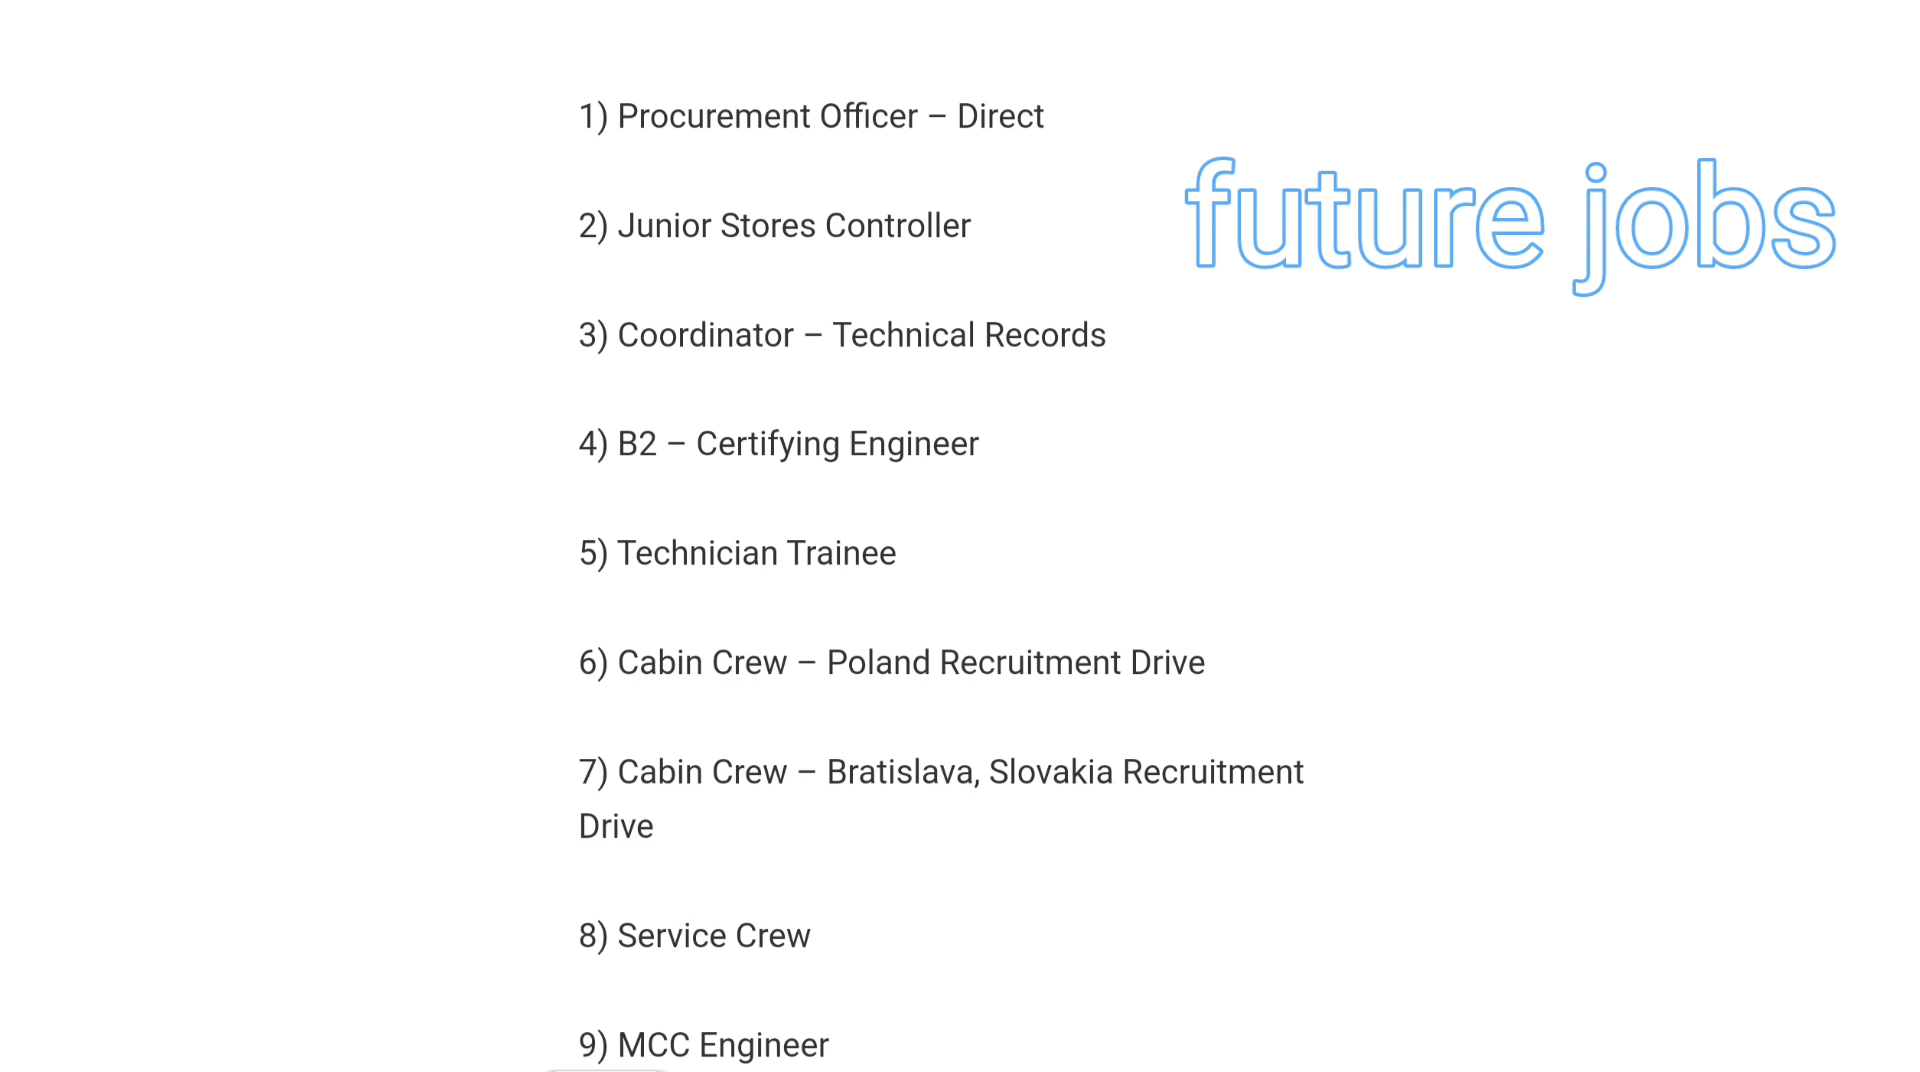 1) Procurement Officer – Direct
future jobs
2) Junior Stores Controller
3) Coordinator – Technical Records
4) B2 – Certifying Engineer
5) Technician Trainee
6) Cabin Crew – Poland Recruitment Drive
7) Cabin Crew – Bratislava, Slovakia Recruitment
Drive
8) Service Crew
9) MCC Engineer